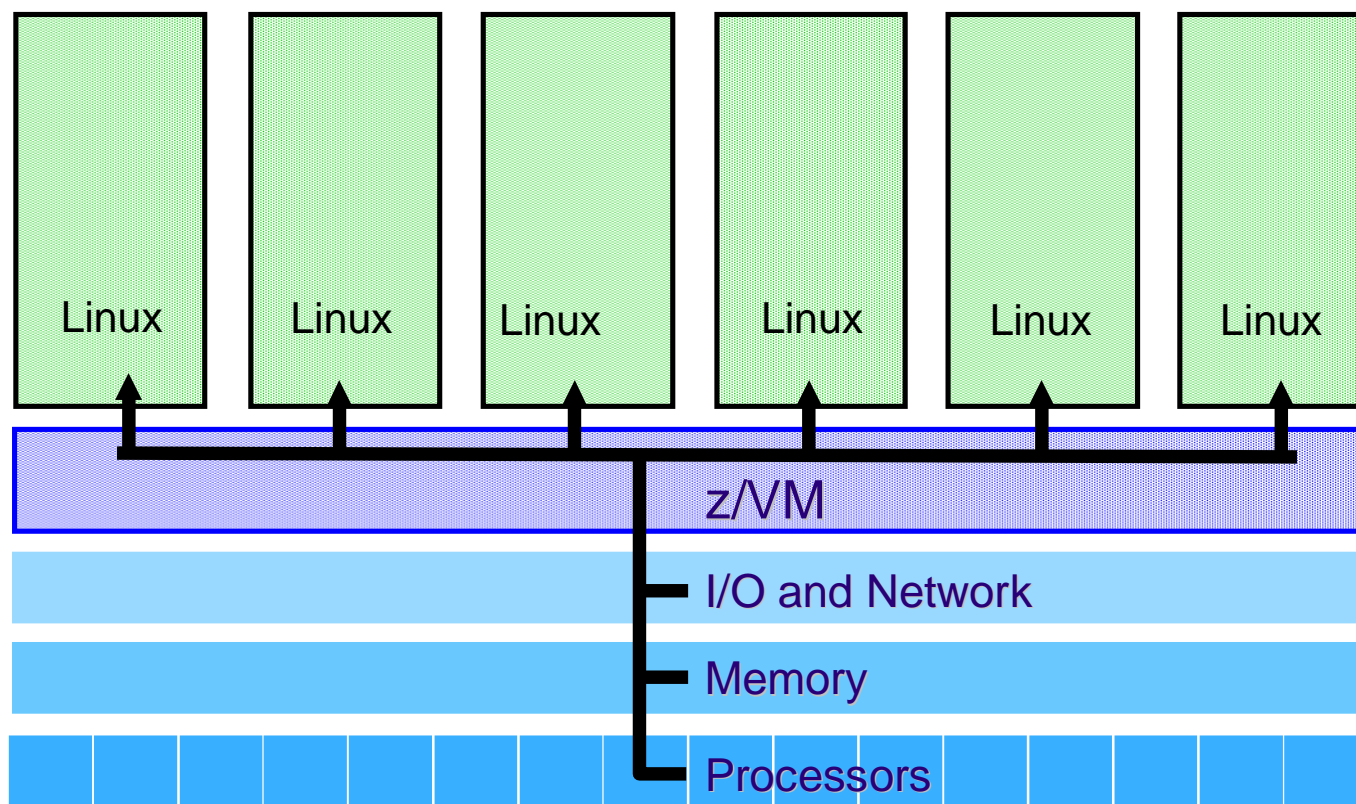 Linux
Linux
Linux
Linux
Linux
Linux
z/VM
I/O and Network
Memory
Processors